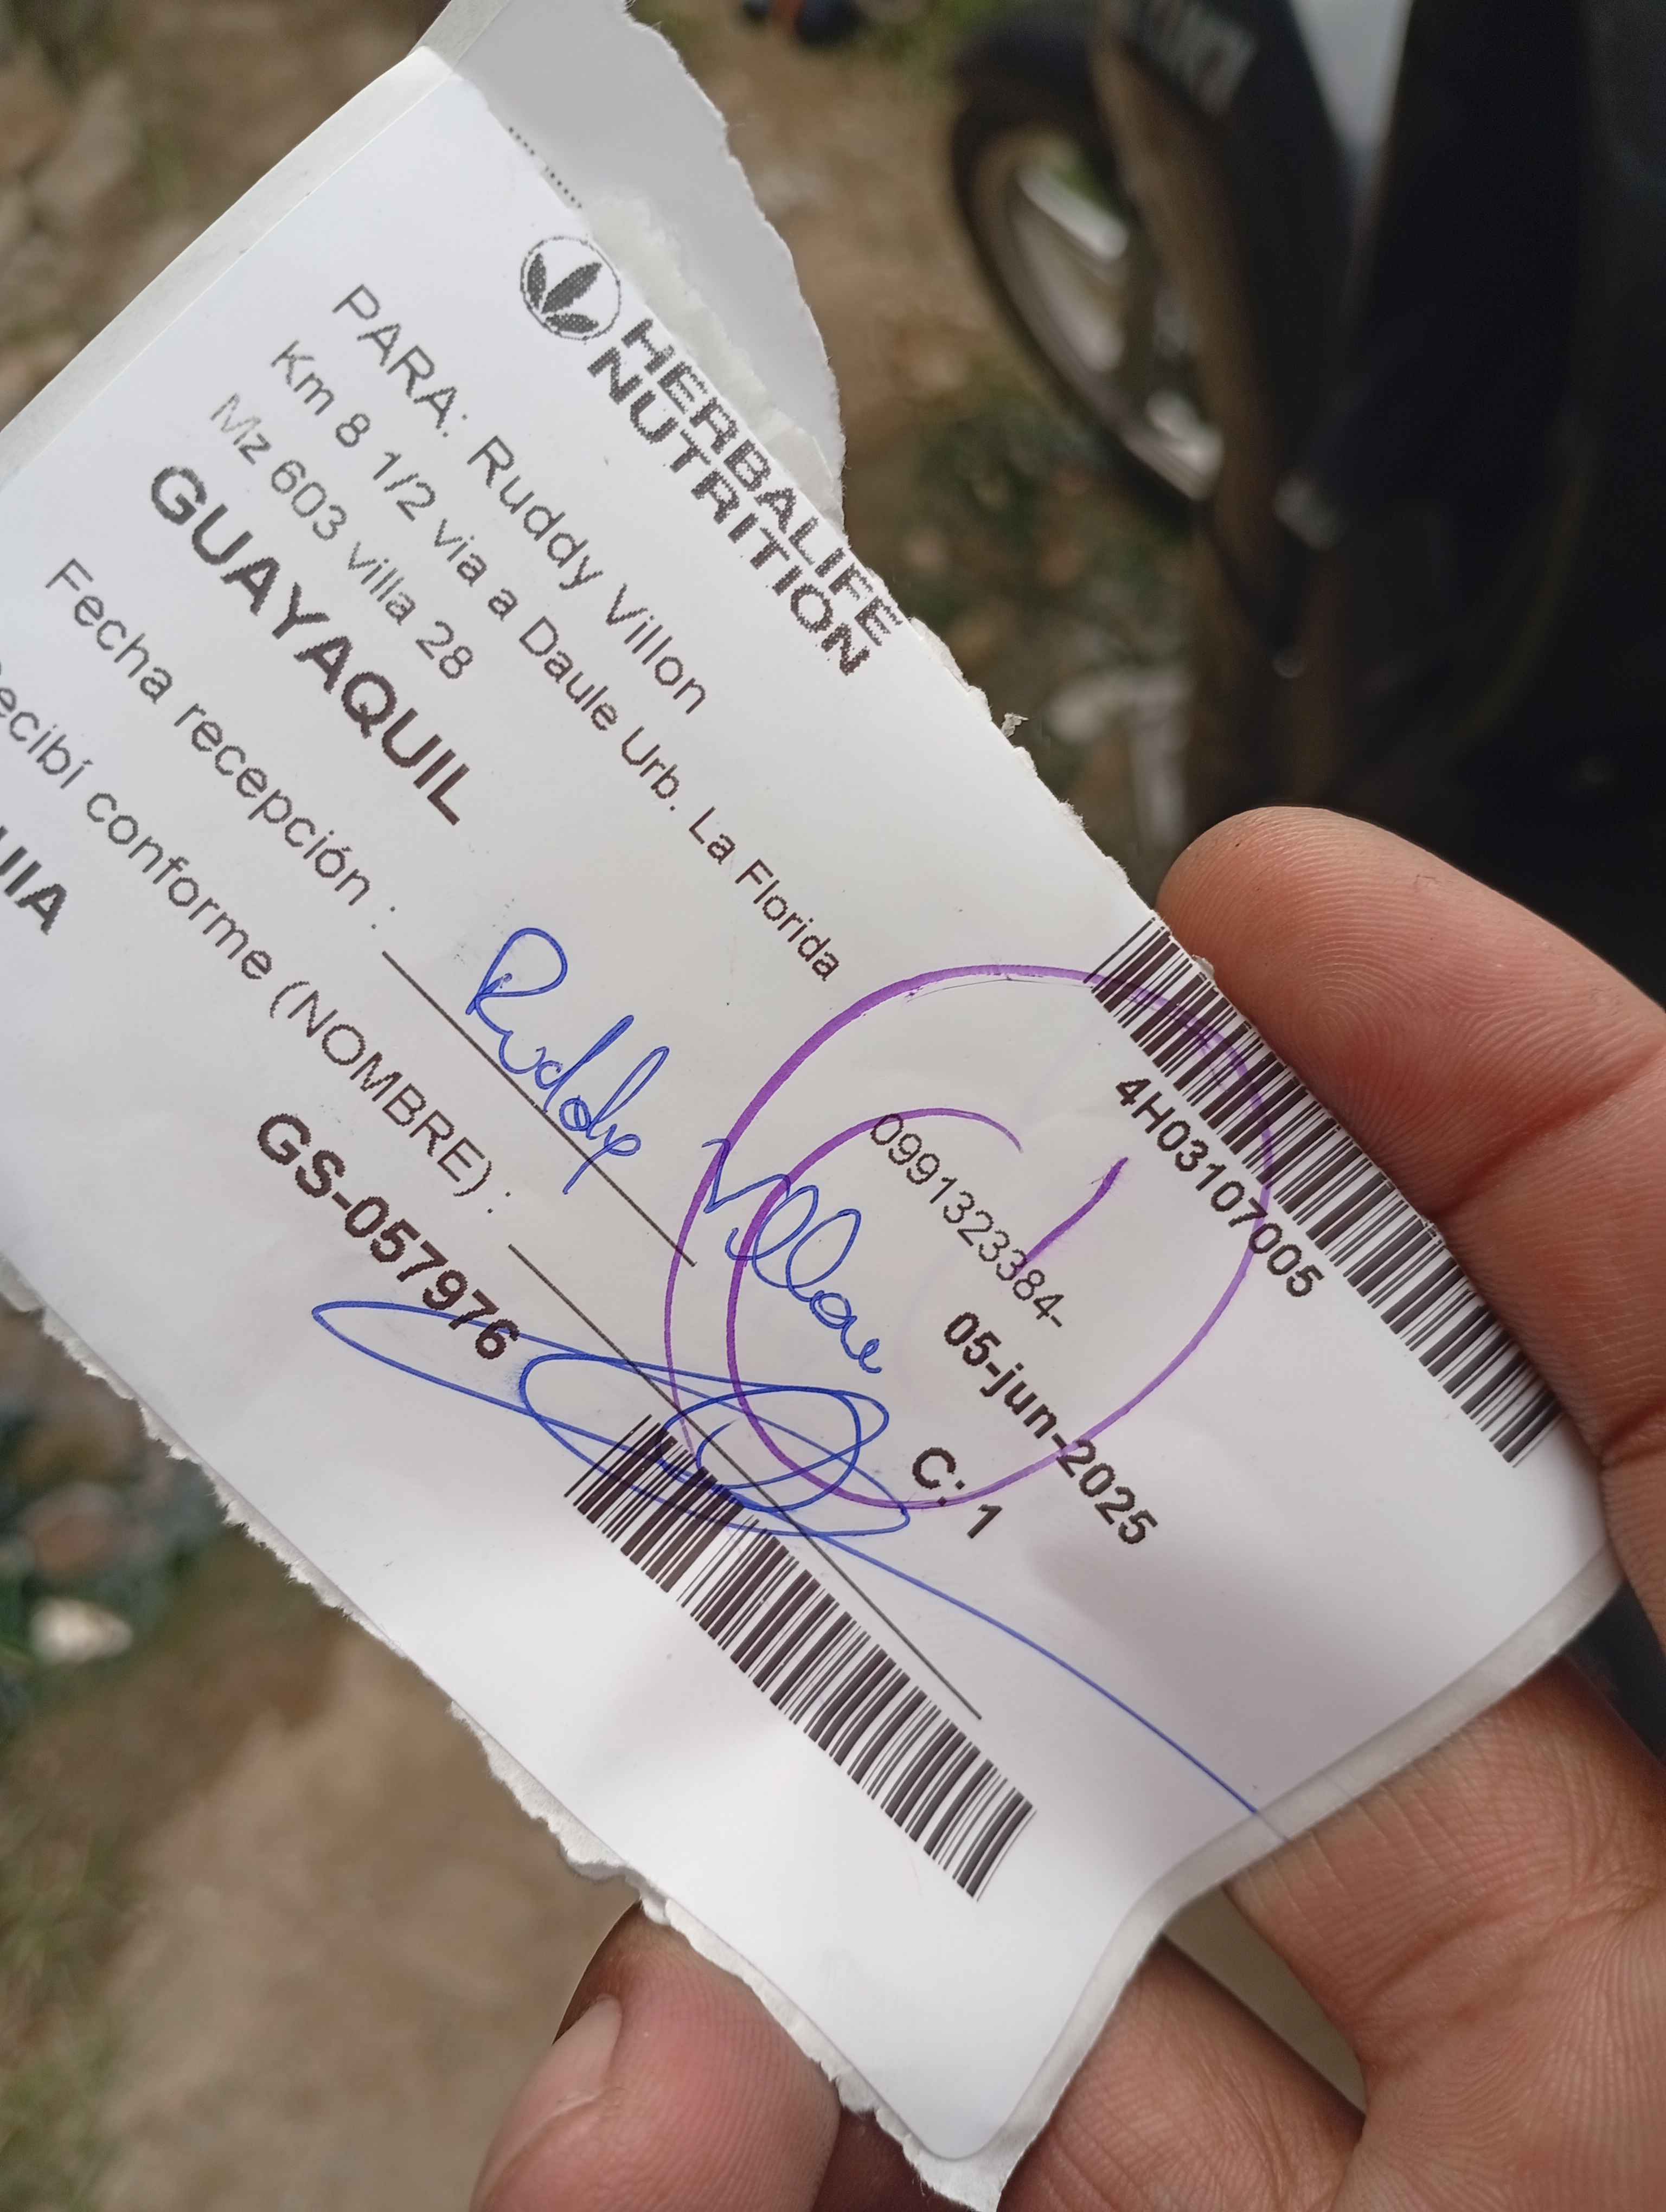 HERBALIFE
NUTRITION
4H03107005
PARA: Ruddy Villon
Km 8 1/2 via a Daule Urb. La Florida
0991323384-
Mz 603 villa 28
05-jun-2025
GUAYAQUIL
C: 1
Fecha recepción :
Ruddy Villon
ecibí conforme (NOMBRE) :
GS-057976